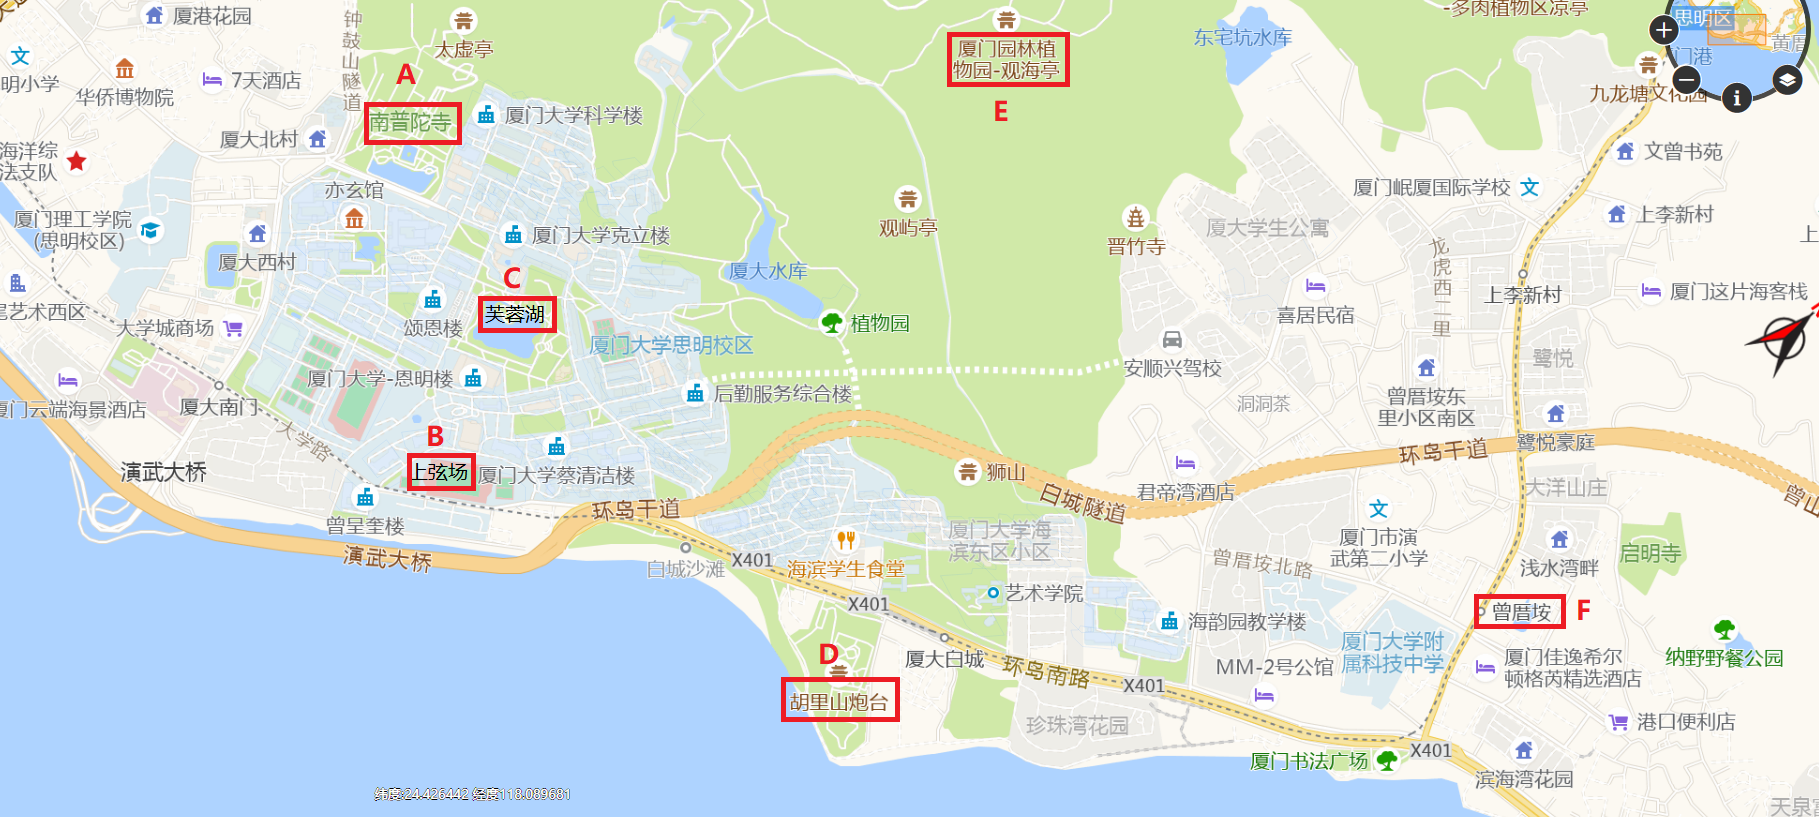 厦港花园
钟鼓山隧道
太虚亭
厦门园林植
物园-观海亭
E
东宅坑水库
-多肉植物区凉亭
思明区
门港
黄厝
九龙塘文化园
明小学
华侨博物院
7天酒店
A
南普陀寺
厦门大学科学楼
厦大北村
海洋综
法支队
亦玄馆
文曾书苑
厦门岷厦国际学校
上李新村
厦门理工学院
(思明校区)
厦大西村
厦门大学克立楼
观屿亭
晋竹寺
厦大学生公寓
龙虎西二里
上
C
芙蓉湖
厦大水库
尾艺术西区
大学城商场
颂恩楼
植物园
喜居民宿
上李新村
厦门这片海客栈
厦门大学思明校区
厦门大学-恩明楼
后勤服务综合楼
安顺兴驾校
鹭悦
厦门云端海景酒店
厦大南门
大学路
洞洞茶
曾厝垵东
里小区南区
B
上弦场
厦门大学蔡清洁楼
演武大桥
狮山
君帝湾酒店
环岛干道
鹭悦豪庭
大洋山庄
曾山
曾呈奎楼
环岛干道
白城隧道
演武大桥
白城沙滩
X401
海滨学生食堂
厦门大学海
滨东区小区
曾厝垵北路
厦门市演
武第二小学
浅水湾畔
启明寺
X401
艺术学院
海韵园教学楼
曾厝垵
F
D
胡里山炮台
厦大白城
环岛南路
X401
MM-2号公馆
厦门大学附
属科技中学
厦门佳逸希尔
顿格芮精选酒店
纳野野餐公园
珍珠湾花园
厦门书法广场
X401
港口便利店
滨海湾花园
天泉
纬度:24.426442 经度118.089681